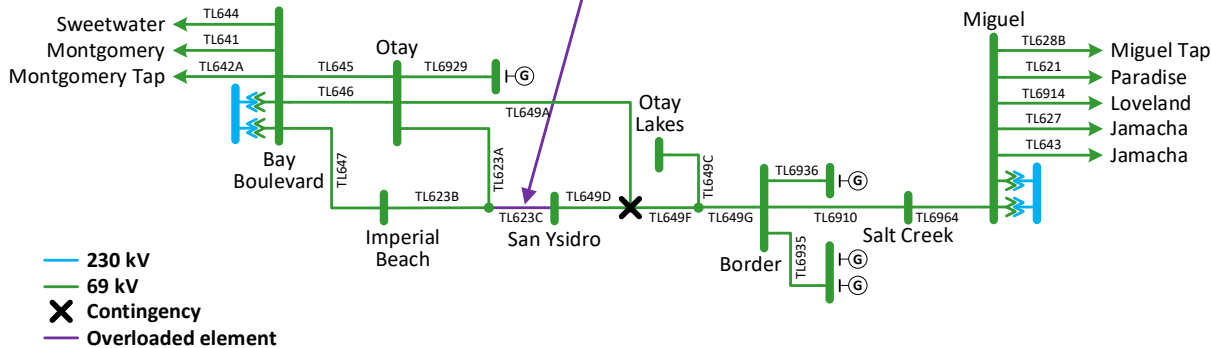 TL644
Sweetwater
TL641
Montgomery
TL642A
Montgomery Tap
TL645
TL646
Otay
TL6929
G
TL649A
Bay
Boulevard
TL647
TL623A
TL623B
Imperial
Beach
TL623C
San Ysidro
TL649D
Otay
Lakes
TL649C
TL649F
TL649G
TL6936
G
TL6910
Border
TL6935
G
G
Salt Creek
TL6964
Miguel
TL628B
Miguel Tap
TL621
Paradise
TL6914
Loveland
TL627
Jamacha
TL643
Jamacha
230 kV
69 kV
Contingency
Overloaded element